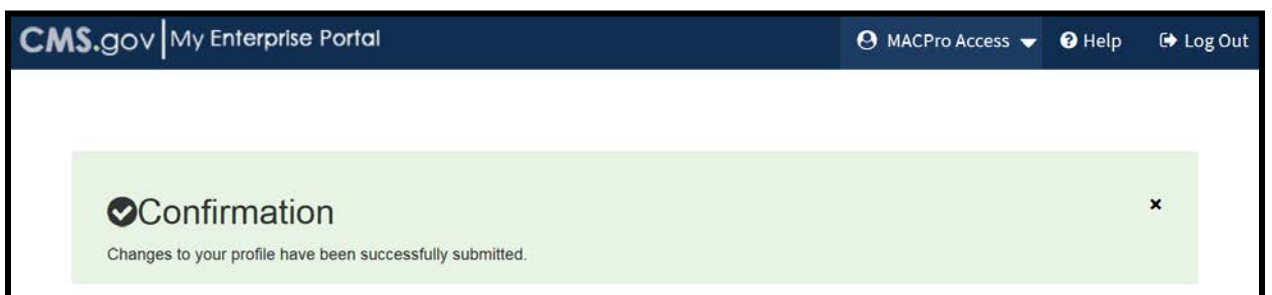 CMS.gov My Enterprise Portal MACPro Access Help Log Out
Confirmation
Changes to your profile have been successfully submitted.